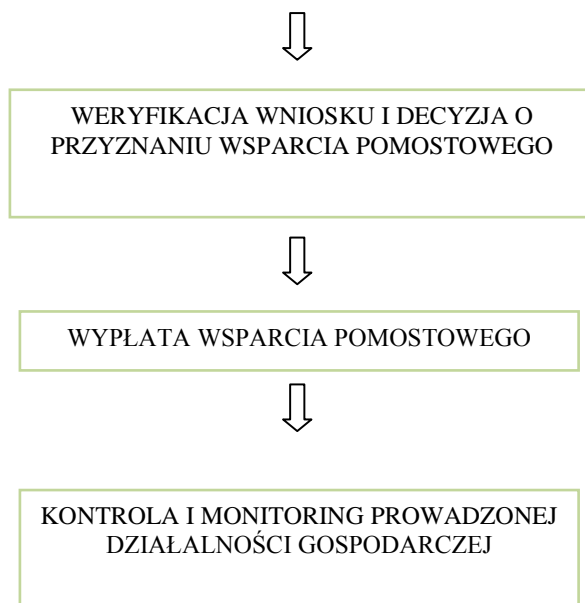 WERYFIKACJA WNIOSKU I DECYZJA O
PRZYZNANIU WSPARCIA POMOSTOWEGO
WYPŁATA WSPARCIA POMOSTOWEGO
KONTROLA I MONITORING PROWADZONEJ
DZIAŁALNOŚCI GOSPODARCZEJ